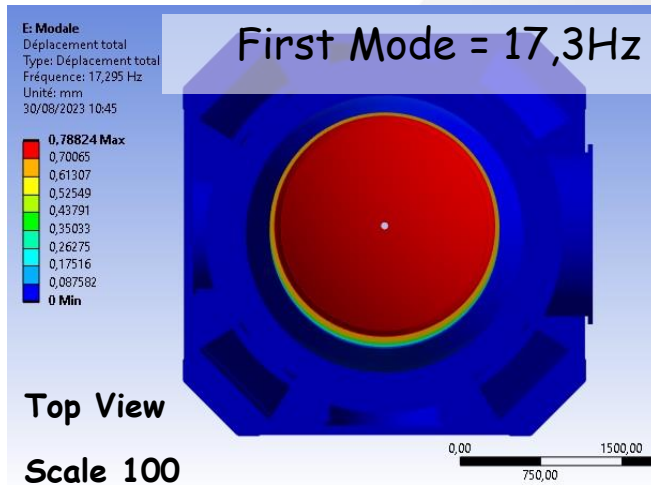 First Mode = 17,3Hz
E: Modale
Déplacement total
Type: Déplacement total
Fréquence: 17,295 Hz
Unité: mm
30/08/2023 10:45
0,78824 Max
0,70065
0,61307
0,52549
0,43791
0,35033
0,26275
0,17516
0,087582
0 Min
Top View
Scale 100
0,00
1500,00
750,00